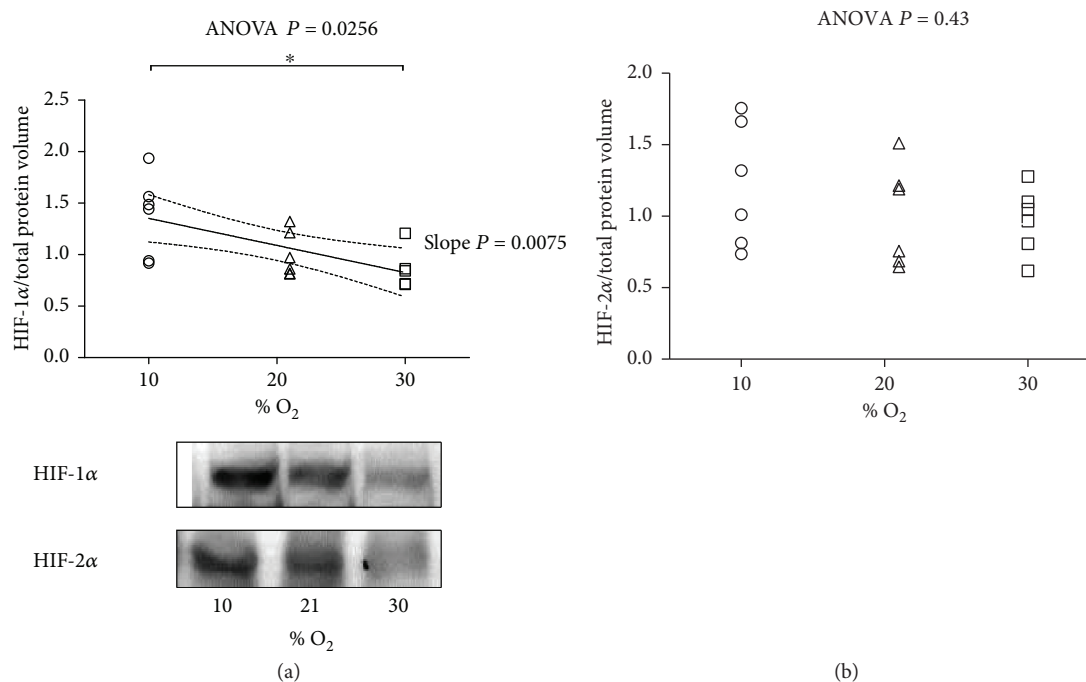 ANOVA P = 0.0256
*
HIF-1α/total protein volume
2.5
2.0
1.5
1.0
0.5
0.0
Slope P = 0.0075
10 20 30
% O₂
HIF-1α
HIF-2α
10 21 30
% O₂
(a)
ANOVA P = 0.43
HIF-2α/total protein volume
2.0
1.5
1.0
0.5
0.0
10 20 30
% O₂
(b)